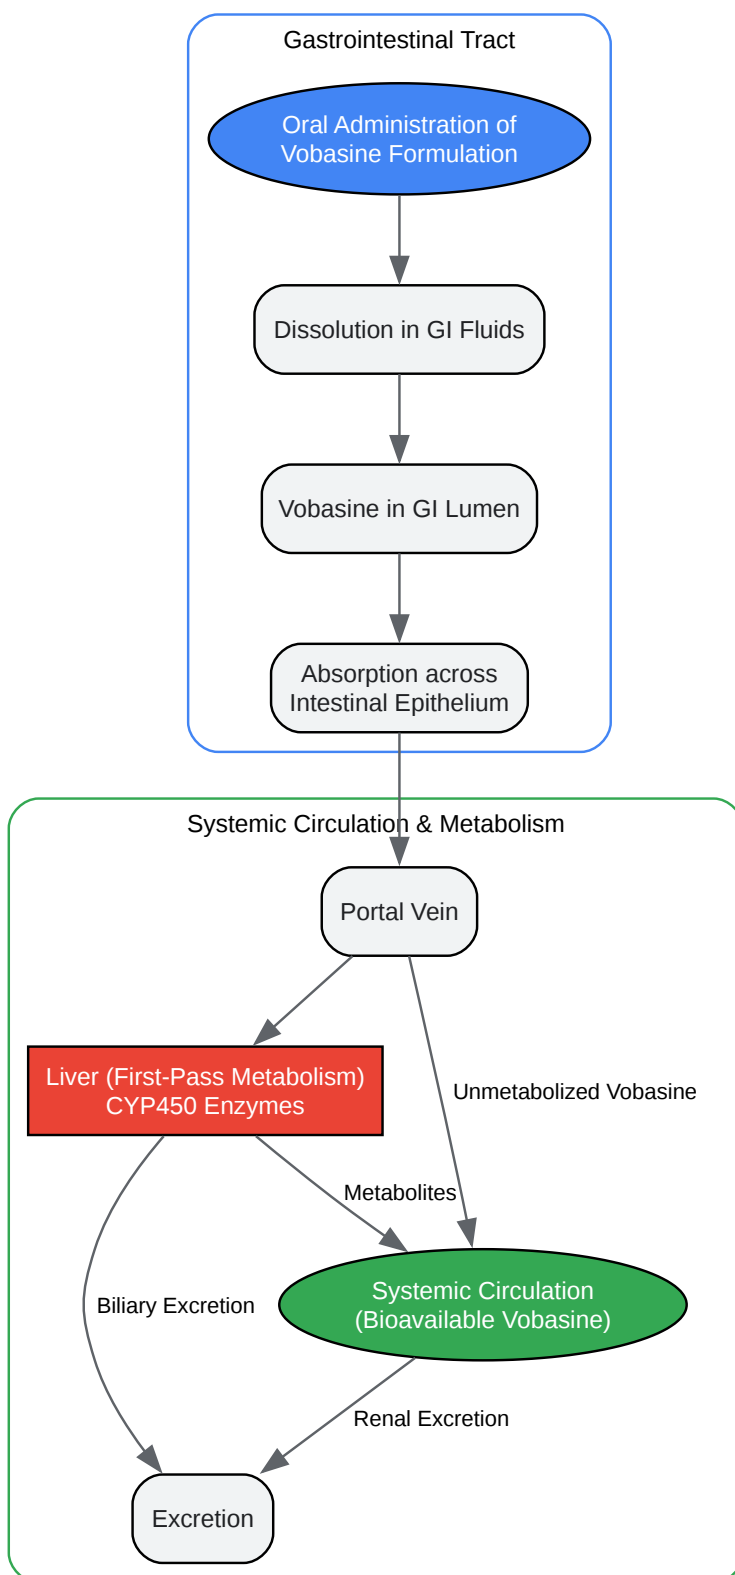 Gastrointestinal Tract
Oral Administration of
Vobasine Formulation
Dissolution in GI Fluids
Vobasine in GI Lumen
Absorption across
Intestinal Epithelium
Systemic Circulation & Metabolism
Portal Vein
Liver (First-Pass Metabolism)
CYP450 Enzymes
Unmetabolized Vobasine
Metabolites
Systemic Circulation
(Bioavailable Vobasine)
Biliary Excretion
Renal Excretion
Excretion